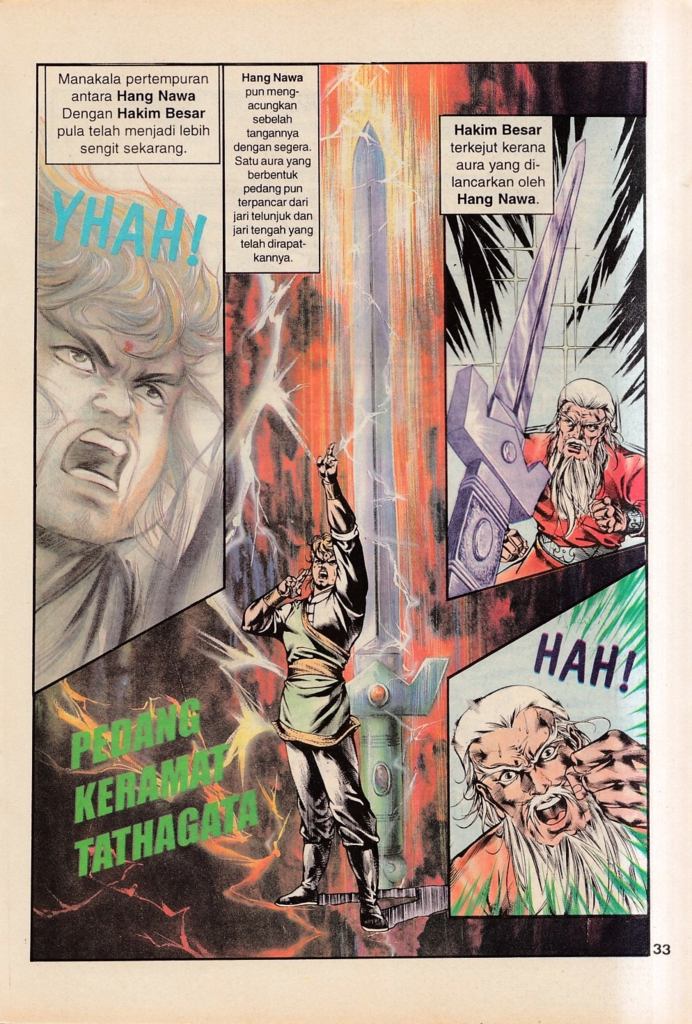 Manakala pertempuran
antara Hang Nawa
Dengan Hakim Besar
pula telah menjadi lebih
sengit sekarang.
YHAH!
Hang Nawa
pun meng-
acungkan
sebelah
tangannya
dengan segera.
Satu aura yang
berbentuk
pedang pun
terpancar dari
jari telunjuk dan
jari tengah yang
telah dirapat-
kannya.
Hakim Besar
terkejut kerana
aura yang di-
lancarkan oleh
Hang Nawa.
PEDANG
KERAMAT
TATHAGATA
HAH!
33